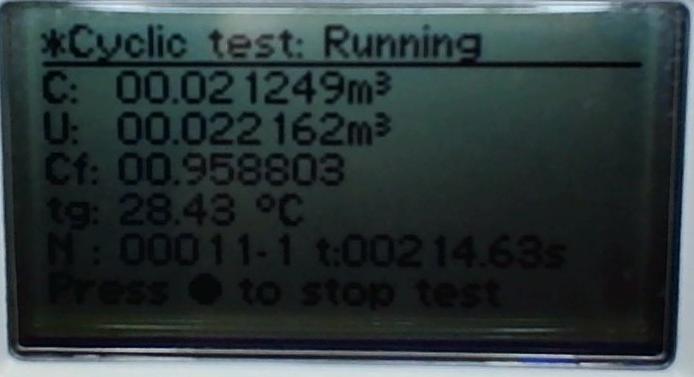 *Cyclic test: Running
C: 00.021249m³
U: 00.022162m³
Cf: 00.958803
tg: 28.43 °C
N : 00011-1 t:00214.63s
Press ● to stop test